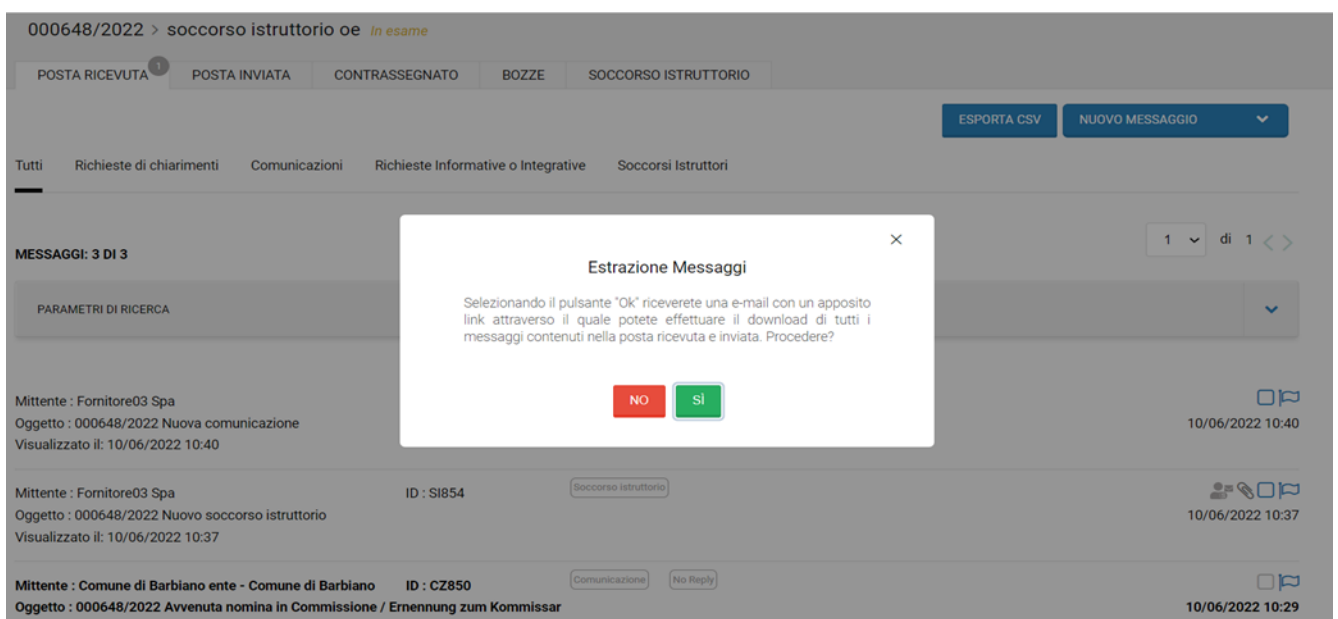 000648/2022 > soccorso istruttorio oe In esame
POSTA RICEVUTA 1 POSTA INVIATA CONTRASSEGNATO BOZZE SOCCORSO ISTRUTTORIO
ESPORTA CSV NUOVO MESSAGGIO
Tutti Richieste di chiarimenti Comunicazioni Richieste Informative o Integrative Soccorsi Istruttori
MESSAGGI: 3 DI 3
1 di 1 < >
PARAMETRI DI RICERCA
Estrazione Messaggi
Selezionando il pulsante "Ok" riceverete una e-mail con un apposito
link attraverso il quale potete effettuare il download di tutti i
messaggi contenuti nella posta ricevuta e inviata. Procedere?
NO SÌ
Mittente : Fornitore03 Spa
Oggetto : 000648/2022 Nuova comunicazione 10/06/2022 10:40
Visualizzato il: 10/06/2022 10:40
Mittente : Fornitore03 Spa ID : SI854 Soccorso istruttorio
Oggetto : 000648/2022 Nuovo soccorso istruttorio 10/06/2022 10:37
Visualizzato il: 10/06/2022 10:37
Mittente : Comune di Barbiano ente - Comune di Barbiano ID : CZ850 Comunicazione No Reply
Oggetto : 000648/2022 Avvenuta nomina in Commissione / Ernennung zum Kommissar 10/06/2022 10:29